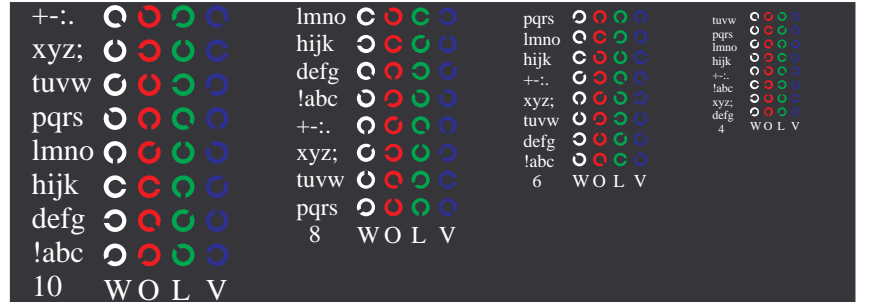 +-:.
xyz;
tuvw
pqrs
lmno
hijk
defg
!abc
10 W O L V
lmno
hijk
defg
!abc
+-:.
xyz;
tuvw
pqrs
8 W O L V
pqrs
lmno
hijk
+-:.
xyz;
tuvw
defg
!abc
6 W O L V
tuvw
pqrs
lmno
hijk
+-:.
!abc
xyz;
defg
4 W O L V